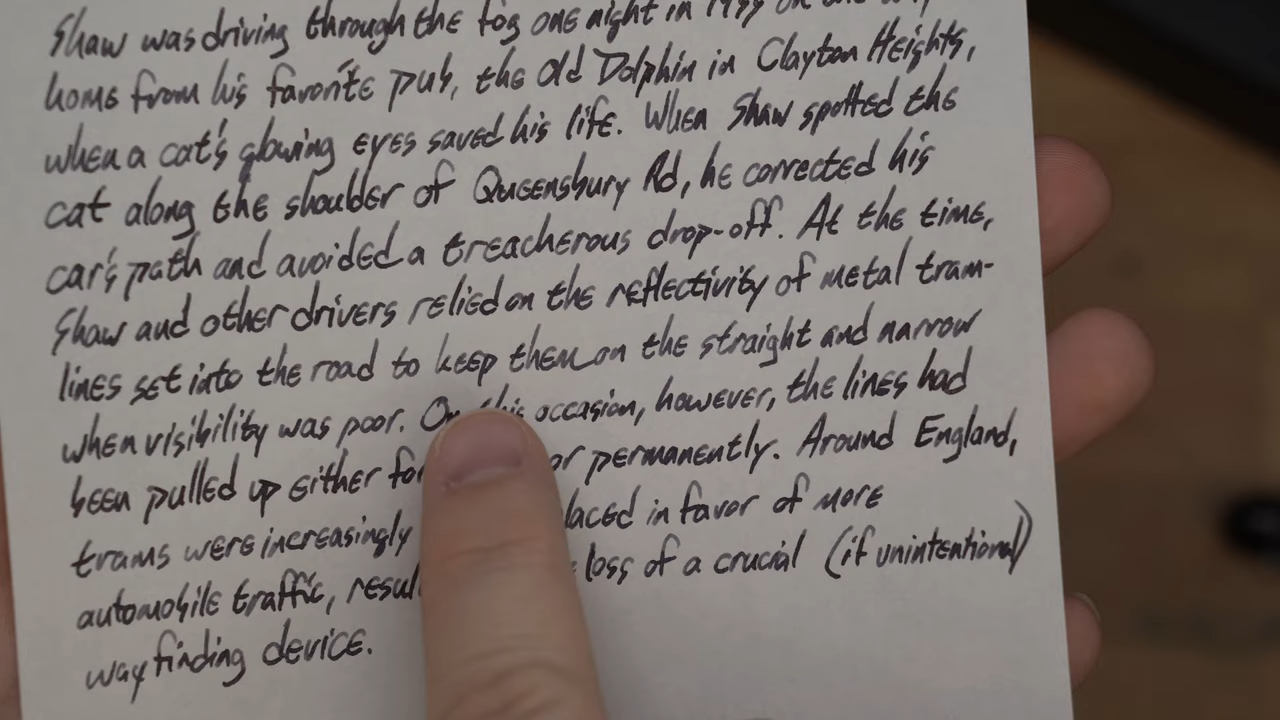 Shaw was driving through the fog one night in
home from his favorite pub, the Old Dolphin in Clayton Heights,
when a cat's glowing eyes saved his life. When Shaw spotted the
cat along the shoulder of Queensbury Rd, he corrected his
car's path and avoided a treacherous drop-off. At the time,
Shaw and other drivers relied on the reflectivity of metal tram-
lines set into the road to keep them on the straight and narrow
when visibility was poor. On this occasion, however, the lines had
been pulled up either for or permanently. Around England,
trams were increasingly in favor of more
automobile traffic, loss of a crucial (if unintentional)
wayfinding device.